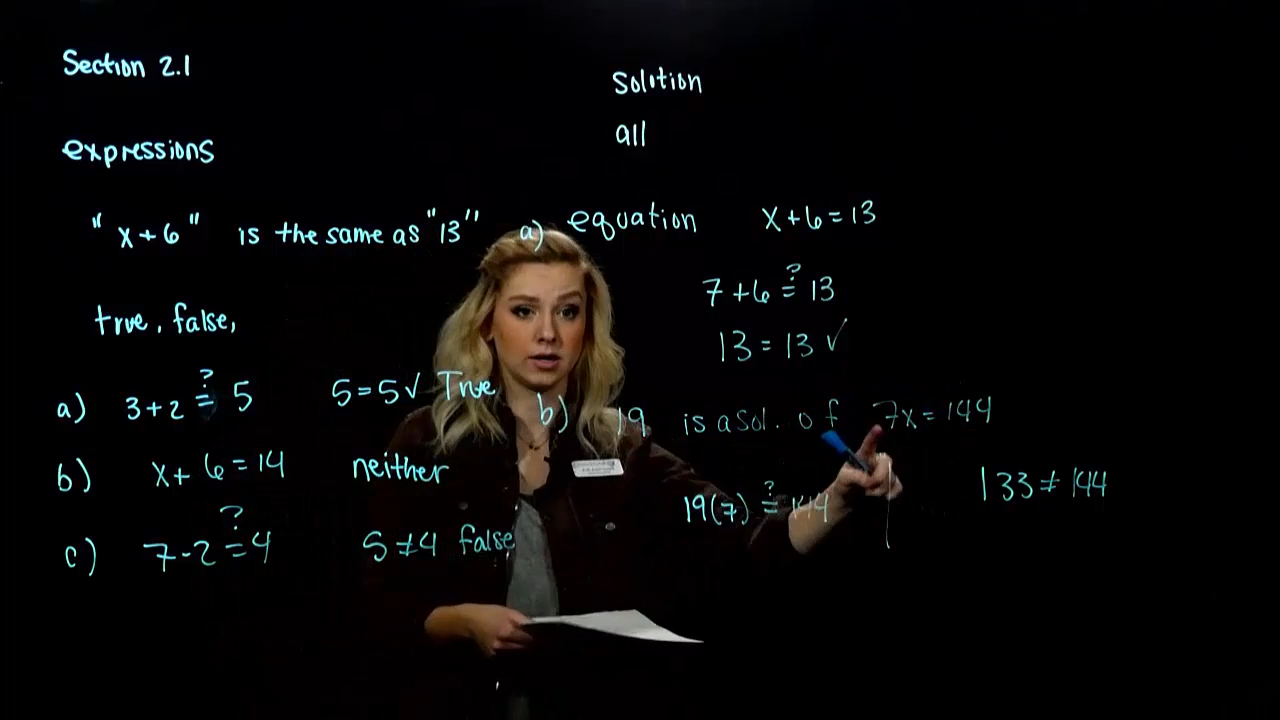 Section 2.1
expressions
"x+6" is the same as "13"
true, false,
a) 3+2 ?= 5 5=5✓ True
b) x+6=14 neither
c) 7-2 ?= 4 5≠4 false
Solution
all
a) equation x+6=13
7+6 ?= 13
13=13 ✓
b) 19 is a sol. of 7x=144
19(7) ?= 144
133≠144